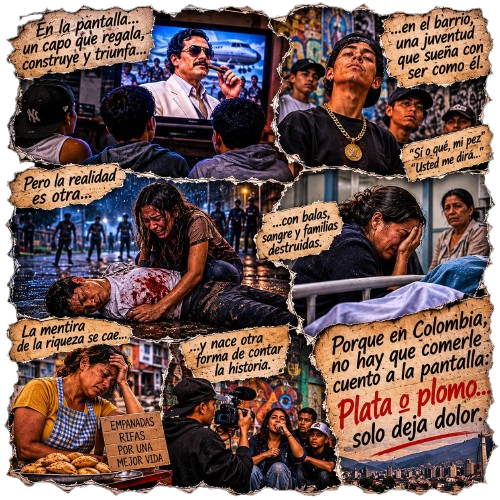 En la pantalla...
un capo que regala,
construye y triunfa...
...en el barrio,
una juventud
que sueña con
ser como él.
"Sí o qué, mi pez"
"Usted me dirá..."
Pero la realidad
es otra...
...con balas,
sangre y familias
destruidas.
La mentira
de la riqueza se cae...
EMPANADAS
RIFAS
POR UNA
MEJOR VIDA
...y nace otra
forma de contar
la historia.
Porque en Colombia,
no hay que comerle
cuento a la pantalla:
Plata o plomo...
solo deja dolor.